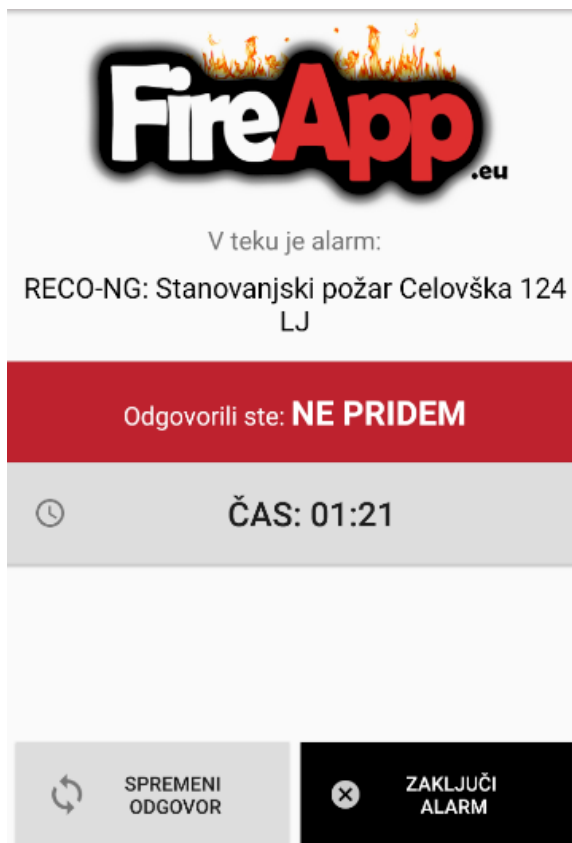 FireApp
.eu
V teku je alarm:
RECO-NG: Stanovanjski požar Celovška 124
LJ
Odgovorili ste: NE PRIDEM
ČAS: 01:21
SPREMENI
ODGOVOR
ZAKLJUČI
ALARM